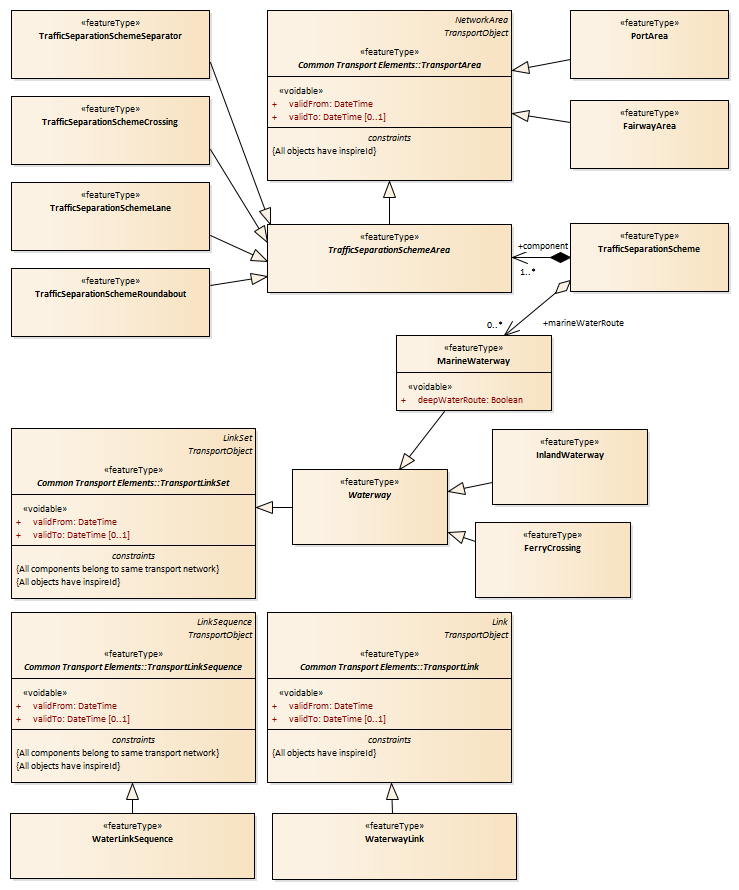 «featureType»
TrafficSeparationSchemeSeparator
NetworkArea
TransportObject
«featureType»
Common Transport Elements::TransportArea
«voidable»
+ validFrom: DateTime
+ validTo: DateTime [0..1]
constraints
{All objects have inspireId}
«featureType»
PortArea
«featureType»
TrafficSeparationSchemeCrossing
«featureType»
FairwayArea
«featureType»
TrafficSeparationSchemeLane
«featureType»
TrafficSeparationSchemeRoundabout
«featureType»
TrafficSeparationSchemeArea
+component
1..*
«featureType»
TrafficSeparationScheme
0..*
+marineWaterRoute
«featureType»
MarineWaterway
«voidable»
+ deepWaterRoute: Boolean
LinkSet
TransportObject
«featureType»
Common Transport Elements::TransportLinkSet
«voidable»
+ validFrom: DateTime
+ validTo: DateTime [0..1]
constraints
{All components belong to same transport network}
{All objects have inspireId}
«featureType»
Waterway
«featureType»
InlandWaterway
«featureType»
FerryCrossing
LinkSequence
TransportObject
«featureType»
Common Transport Elements::TransportLinkSequence
«voidable»
+ validFrom: DateTime
+ validTo: DateTime [0..1]
constraints
{All components belong to same transport network}
{All objects have inspireId}
Link
TransportObject
«featureType»
Common Transport Elements::TransportLink
«voidable»
+ validFrom: DateTime
+ validTo: DateTime [0..1]
constraints
{All objects have inspireId}
«featureType»
WaterLinkSequence
«featureType»
WaterwayLink